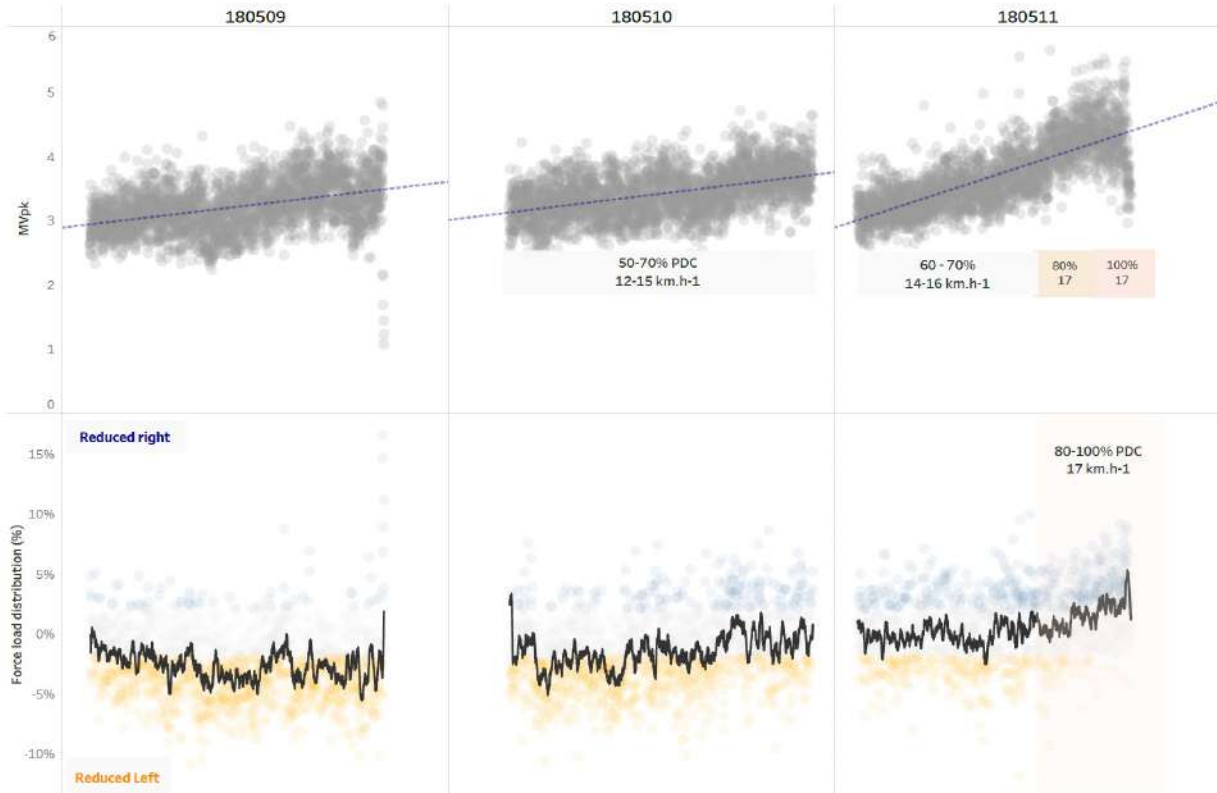 180509 180510 180511
6
5
4
3
2
1
0
MVpk
50-70% PDC
12-15 km.h-1
60 - 70%
14-16 km.h-1
80%
17
100%
17
Reduced right
15%
10%
5%
0%
-5%
-10%
Force load distribution (%)
80-100% PDC
17 km.h-1
Reduced Left